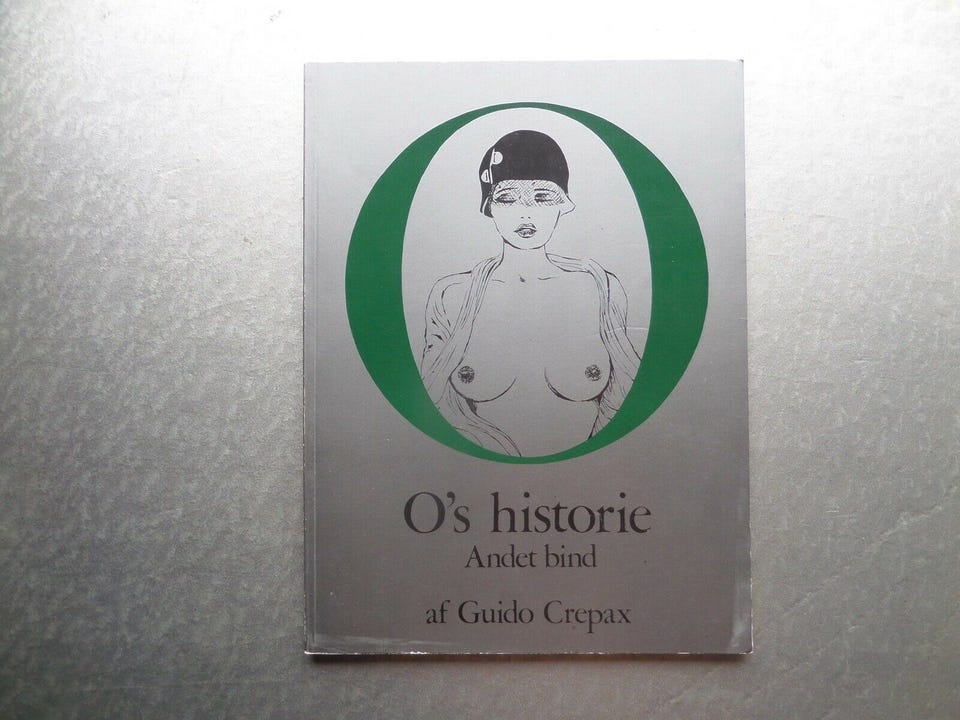 O
O's historie
Andet bind
af Guido Crepax